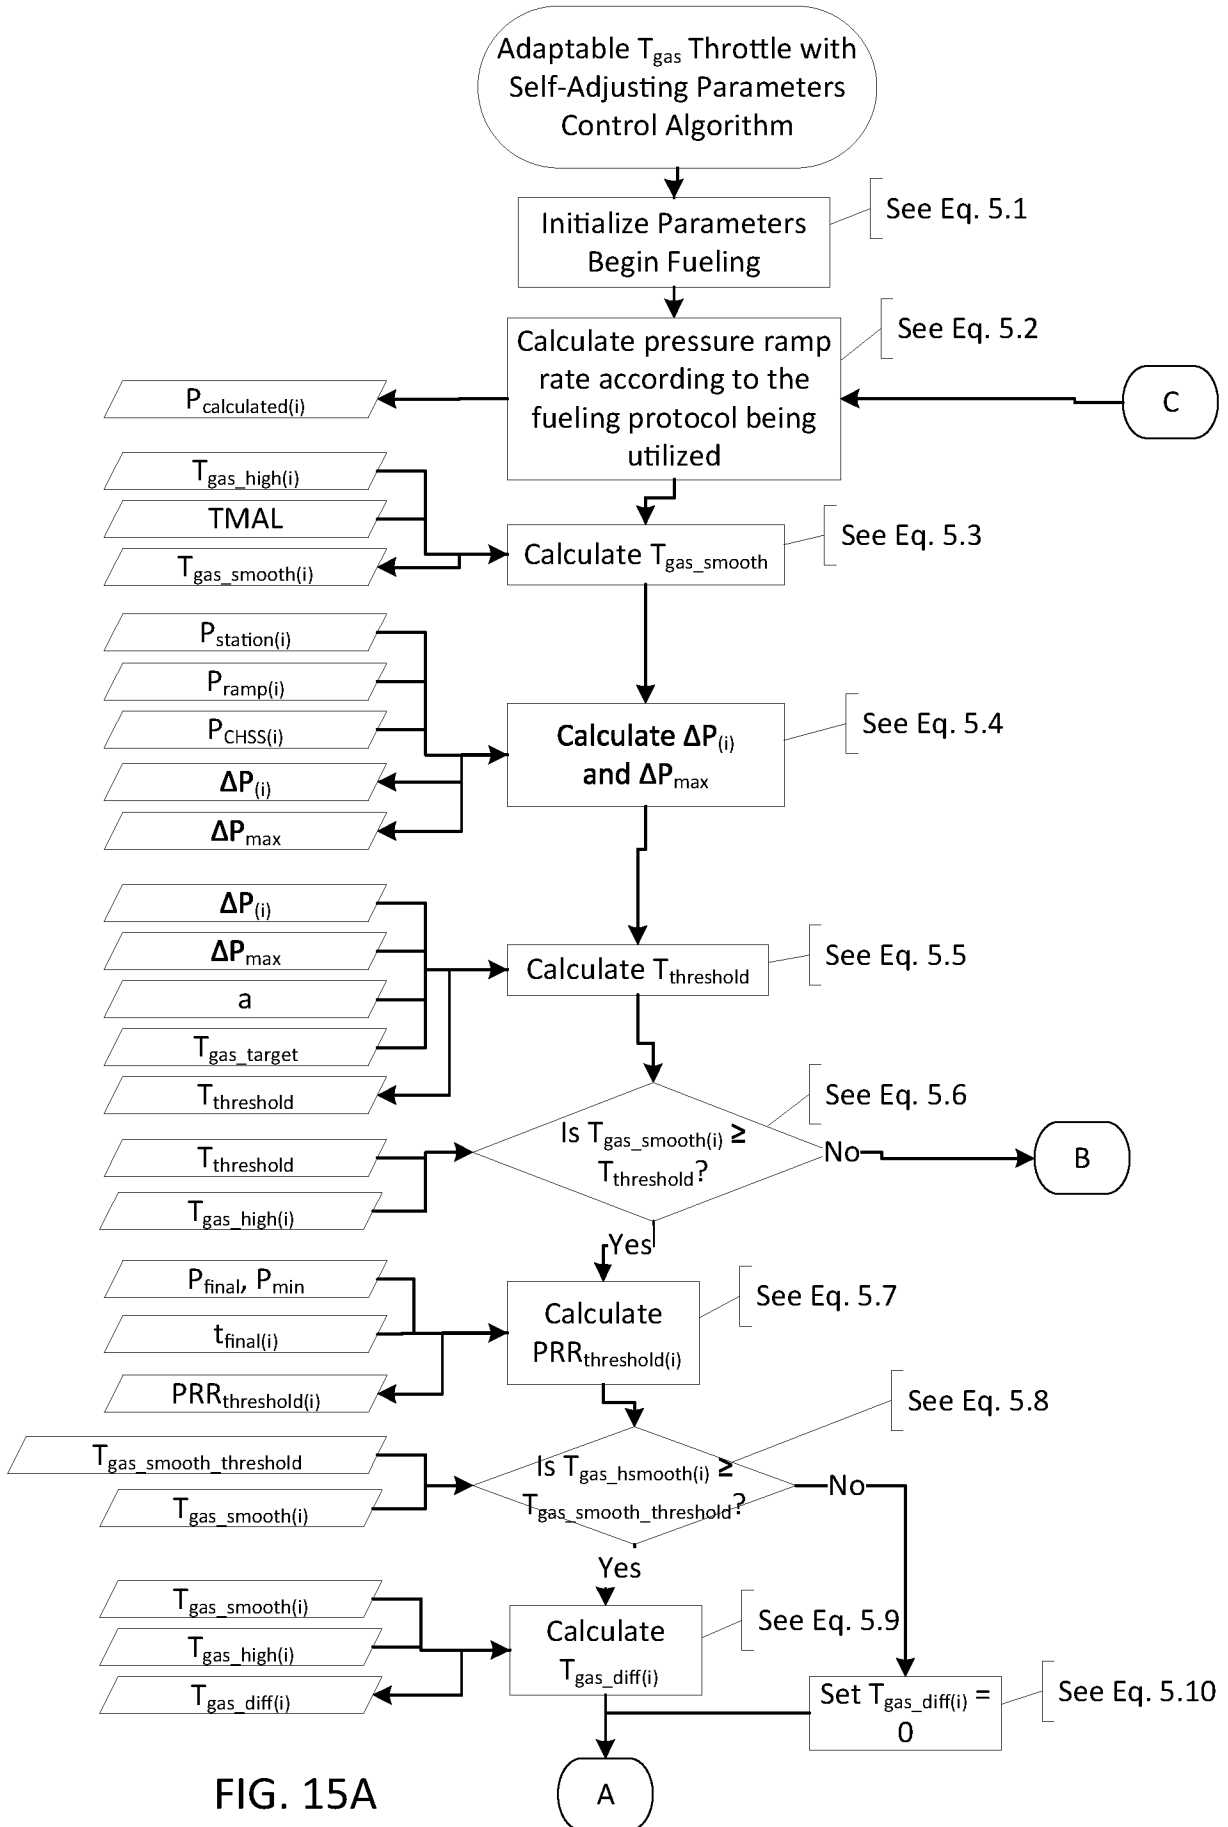 Adaptable Tgas Throttle with
Self-Adjusting Parameters
Control Algorithm
Initialize Parameters
Begin Fueling
See Eq. 5.1
Calculate pressure ramp
rate according to the
fueling protocol being
utilized
See Eq. 5.2
C
Pcalculated(i)
Tgas_high(i)
TMAL
Tgas_smooth(i)
Calculate Tgas_smooth
See Eq. 5.3
Pstation(i)
Pramp(i)
PCHSS(i)
ΔP(i)
ΔPmax
Calculate ΔP(i)
and ΔPmax
See Eq. 5.4
ΔP(i)
ΔPmax
a
Tgas_target
Tthreshold
Calculate Tthreshold
See Eq. 5.5
Is Tgas_smooth(i) ≥
Tthreshold?
See Eq. 5.6
No
B
Tthreshold
Tgas_high(i)
Yes
Pfinal, Pmin
tfinal(i)
PRRthreshold(i)
Calculate
PRRthreshold(i)
See Eq. 5.7
Tgas_smooth_threshold
Tgas_smooth(i)
Is Tgas_hsmooth(i) ≥
Tgas_smooth_threshold?
See Eq. 5.8
No
Yes
Tgas_smooth(i)
Tgas_high(i)
Tgas_diff(i)
Calculate
Tgas_diff(i)
See Eq. 5.9
Set Tgas_diff(i) =
0
See Eq. 5.10
A
FIG. 15A